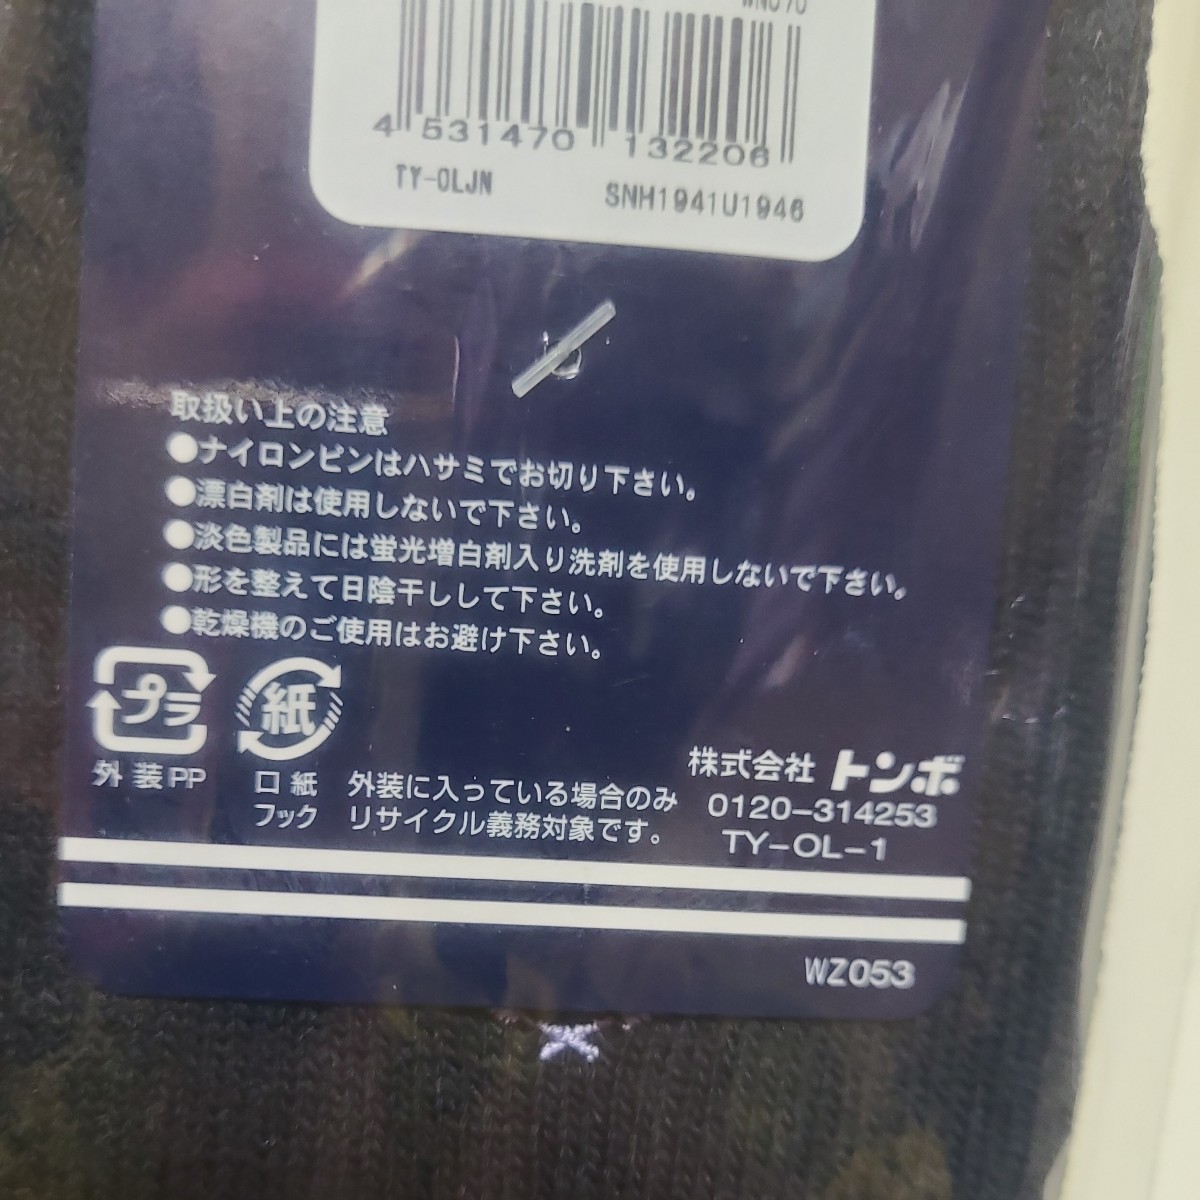 4 531470 132206
TY-OLJN SNH1941U1946
取扱い上の注意
●ナイロンピンはハサミでお切り下さい。
●漂白剤は使用しないで下さい。
●淡色製品には蛍光増白剤入り洗剤を使用しないで下さい。
●形を整えて日陰干しして下さい。
●乾燥機のご使用はお避け下さい。
プラ
外装PP
紙
口紙
フック
外装に入っている場合のみ
リサイクル義務対象です。
株式会社トンボ
0120-314253
TY-OL-1
WZ053